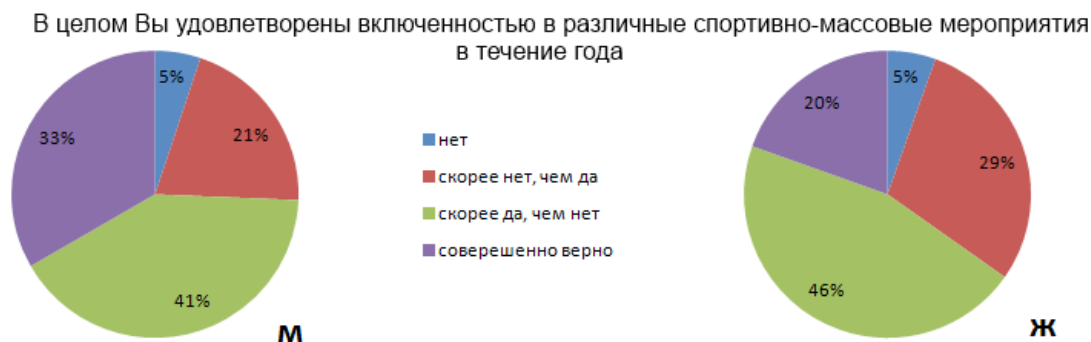 В целом Вы удовлетворены включенностью в различные спортивно-массовые мероприятия
в течение года
5%
21%
41%
33%
М
нет
скорее нет, чем да
скорее да, чем нет
соверешенно верно
5%
29%
46%
20%
Ж